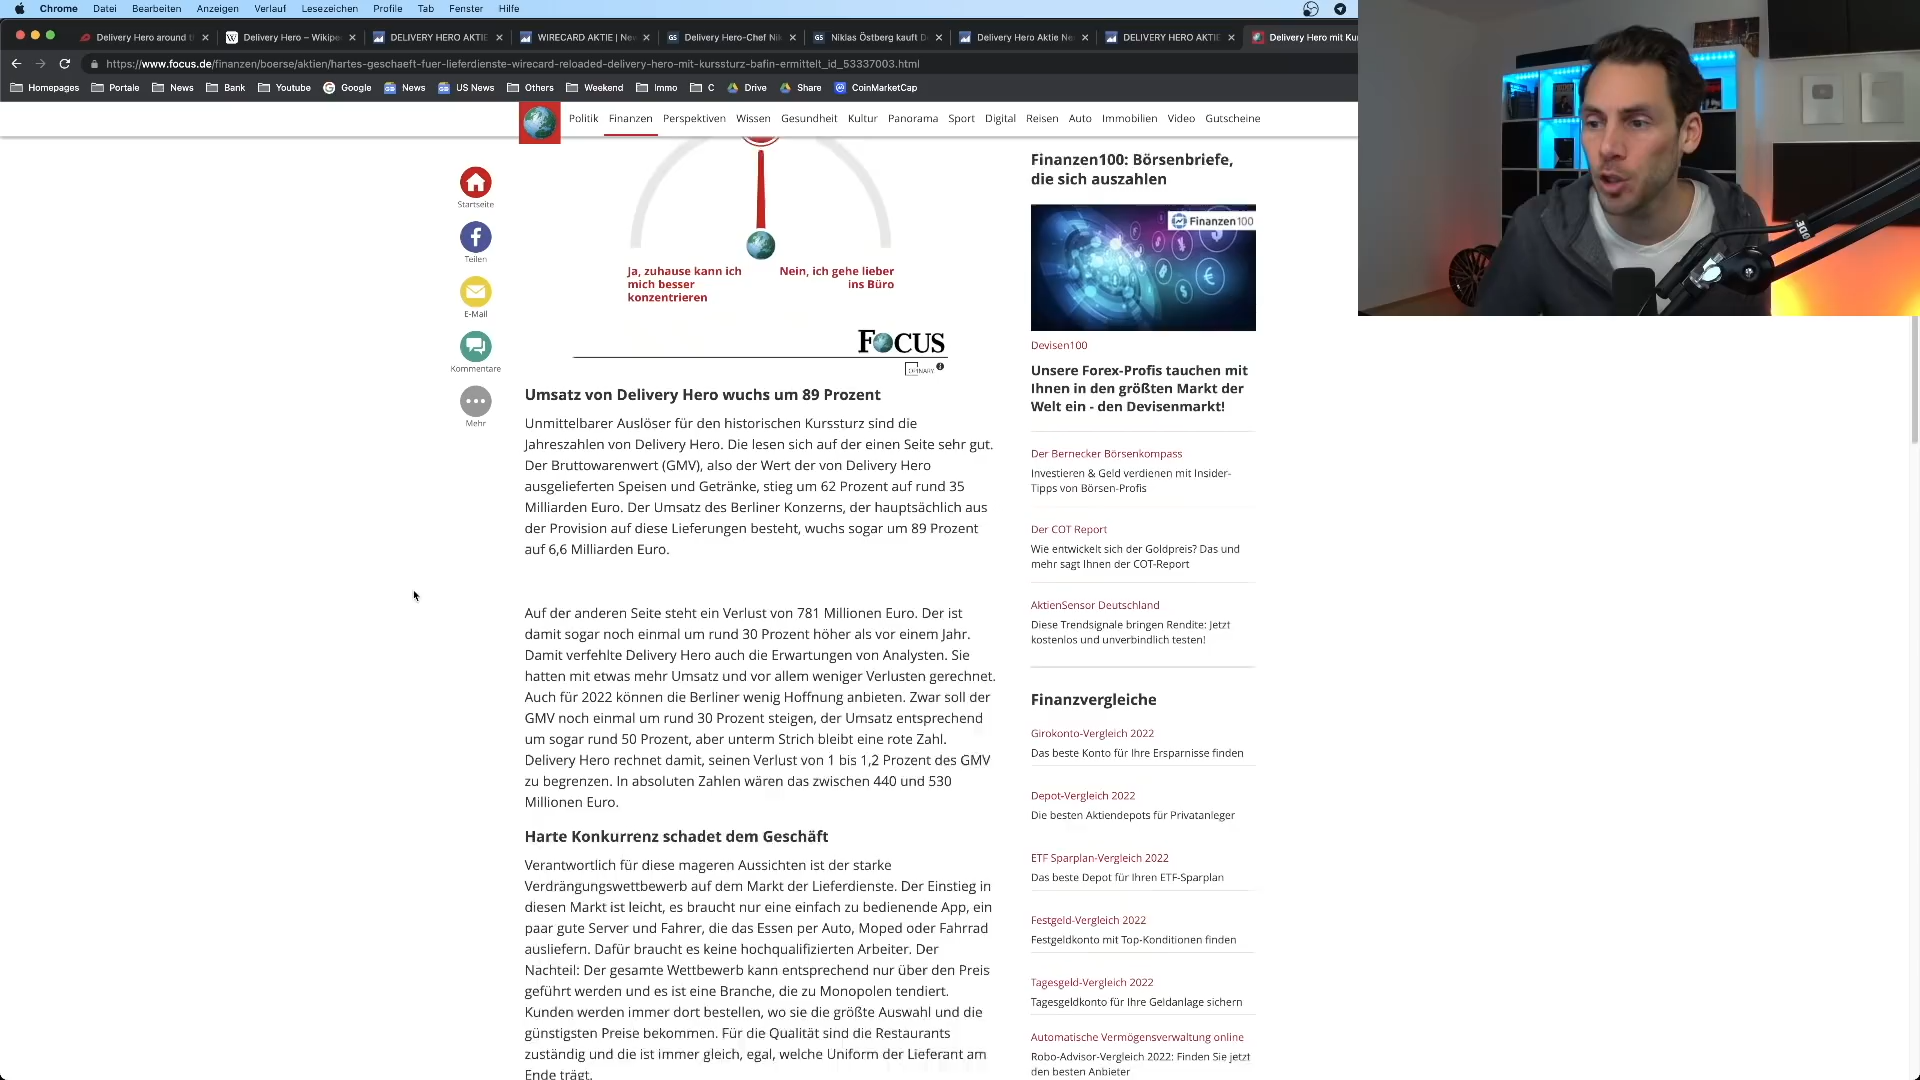 Chrome Datei Bearbeiten Anzeigen Verlauf Lesezeichen Profile Tab Fenster Hilfe
Delivery Hero around t
Delivery Hero – Wikipe
DELIVERY HERO AKTIE
WIRECARD AKTIE | Ne
Delivery Hero-Chef Ni
Niklas Östberg kauft D
Delivery Hero Aktie Ne
DELIVERY HERO AKTIE
Delivery Hero mit Ku
https://www.focus.de/finanzen/boerse/aktien/hartes-geschaeft-fuer-lieferdienste-wirecard-reloaded-delivery-hero-mit-kurssturz-bafin-ermittelt_id_53337003.html
Homepages Portale News Bank Youtube Google News US News Others Weekend Immo C Drive Share CoinMarketCap
Politik Finanzen Perspektiven Wissen Gesundheit Kultur Panorama Sport Digital Reisen Auto Immobilien Video Gutscheine
Startseite
Teilen
E-Mail
Kommentare
Mehr
Ja, zuhause kann ich
mich besser
konzentrieren
Nein, ich gehe lieber
ins Büro
FOCUS
OPINARY
Umsatz von Delivery Hero wuchs um 89 Prozent
Unmittelbarer Auslöser für den historischen Kurssturz sind die
Jahreszahlen von Delivery Hero. Die lesen sich auf der einen Seite sehr gut.
Der Bruttowarenwert (GMV), also der Wert der von Delivery Hero
ausgelieferten Speisen und Getränke, stieg um 62 Prozent auf rund 35
Milliarden Euro. Der Umsatz des Berliner Konzerns, der hauptsächlich aus
der Provision auf diese Lieferungen besteht, wuchs sogar um 89 Prozent
auf 6,6 Milliarden Euro.
Auf der anderen Seite steht ein Verlust von 781 Millionen Euro. Der ist
damit sogar noch einmal um rund 30 Prozent höher als vor einem Jahr.
Damit verfehlte Delivery Hero auch die Erwartungen von Analysten. Sie
hatten mit etwas mehr Umsatz und vor allem weniger Verlusten gerechnet.
Auch für 2022 können die Berliner wenig Hoffnung anbieten. Zwar soll der
GMV noch einmal um rund 30 Prozent steigen, der Umsatz entsprechend
um sogar rund 50 Prozent, aber unterm Strich bleibt eine rote Zahl.
Delivery Hero rechnet damit, seinen Verlust von 1 bis 1,2 Prozent des GMV
zu begrenzen. In absoluten Zahlen wären das zwischen 440 und 530
Millionen Euro.
Harte Konkurrenz schadet dem Geschäft
Verantwortlich für diese mageren Aussichten ist der starke
Verdrängungswettbewerb auf dem Markt der Lieferdienste. Der Einstieg in
diesen Markt ist leicht, es braucht nur eine einfach zu bedienende App, ein
paar gute Server und Fahrer, die das Essen per Auto, Moped oder Fahrrad
ausliefern. Dafür braucht es keine hochqualifizierten Arbeiter. Der
Nachteil: Der gesamte Wettbewerb kann entsprechend nur über den Preis
geführt werden und es ist eine Branche, die zu Monopolen tendiert.
Kunden werden immer dort bestellen, wo sie die größte Auswahl und die
günstigsten Preise bekommen. Für die Qualität sind die Restaurants
zuständig und die ist immer gleich, egal, welche Uniform der Lieferant am
Ende trägt.
Finanzen100: Börsenbriefe,
die sich auszahlen
Finanzen100
Devisen100
Unsere Forex-Profis tauchen mit
Ihnen in den größten Markt der
Welt ein - den Devisenmarkt!
Der Bernecker Börsenkompass
Investieren & Geld verdienen mit Insider-
Tipps von Börsen-Profis
Der COT Report
Wie entwickelt sich der Goldpreis? Das und
mehr sagt Ihnen der COT-Report
AktienSensor Deutschland
Diese Trendsignale bringen Rendite: Jetzt
kostenlos und unverbindlich testen!
Finanzvergleiche
Girokonto-Vergleich 2022
Das beste Konto für Ihre Ersparnisse finden
Depot-Vergleich 2022
Die besten Aktiendepots für Privatanleger
ETF Sparplan-Vergleich 2022
Das beste Depot für Ihren ETF-Sparplan
Festgeld-Vergleich 2022
Festgeldkonto mit Top-Konditionen finden
Tagesgeld-Vergleich 2022
Tagesgeldkonto für Ihre Geldanlage sichern
Automatische Vermögensverwaltung online
Robo-Advisor-Vergleich 2022: Finden Sie jetzt
den besten Anbieter
RØDE